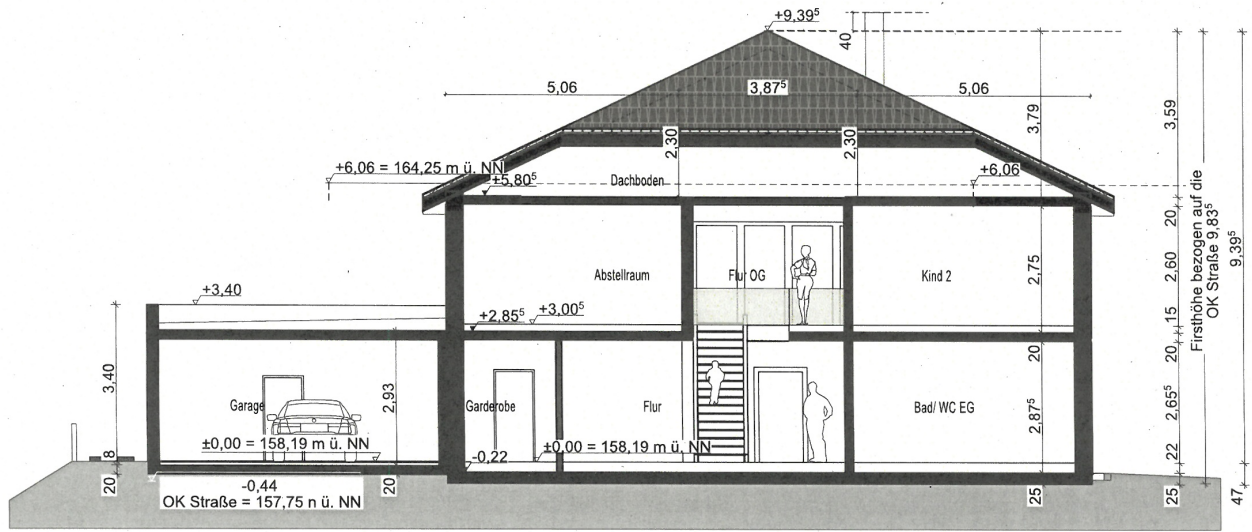 +9,39⁵
40
5,06
3,87⁵
5,06
3,79
3,59
2,30
2,30
+6,06 = 164,25 m ü. NN
+5,80⁵
Dachboden
+6,06
20
Abstellraum
Flur OG
Kind 2
2,75
2,60
Firsthöhe bezogen auf die
OK Straße 9,83⁵
9,39⁵
+3,40
+2,85⁵
+3,00⁵
15
20
20
3,40
2,93
Garage
Garderobe
Flur
Bad/ WC EG
2,87⁵
2,65⁵
±0,00 = 158,19 m ü. NN
-0,22
±0,00 = 158,19 m ü. NN
22
8
20
20
-0,44
OK Straße = 157,75 n ü. NN
25
25
47